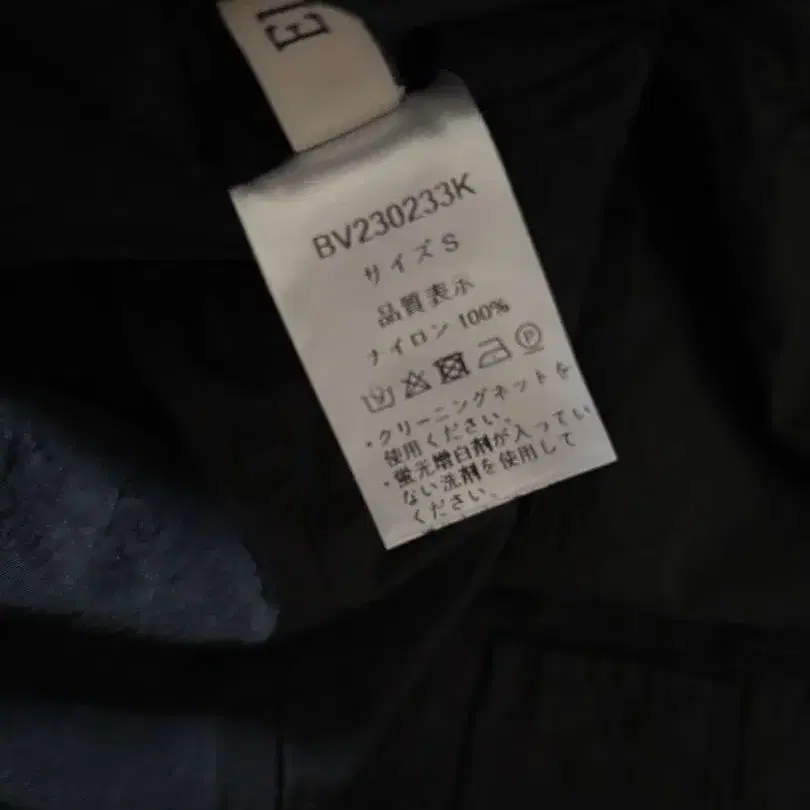 BV230233K
サイズ S
品質表示
ナイロン 100%
・クリーニングネットを
使用ください。
・蛍光増白剤が入ってい
ない洗剤を使用して
ください。